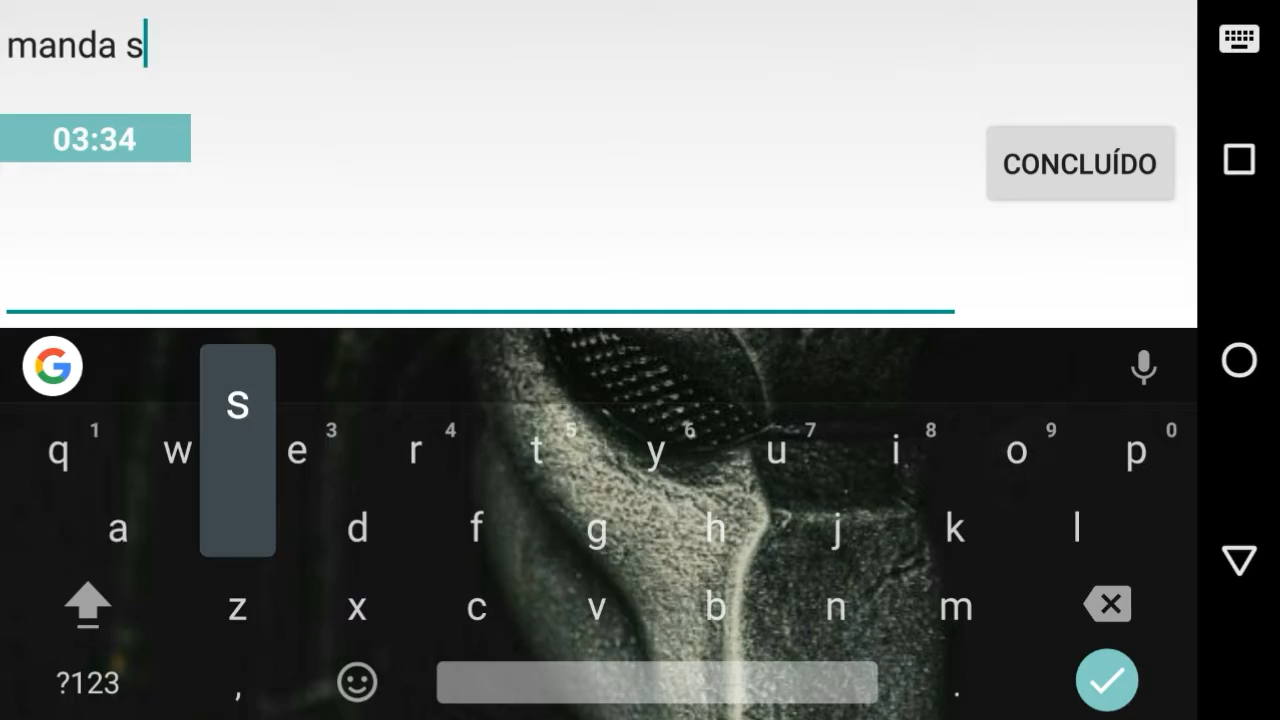 manda s
03:34
CONCLUÍDO
G
S
q 1 w e 3 r 4 t 5 y 6 u 7 i 8 o 9 p 0
a d f g h j k l
z x c v b n m
?123 , .